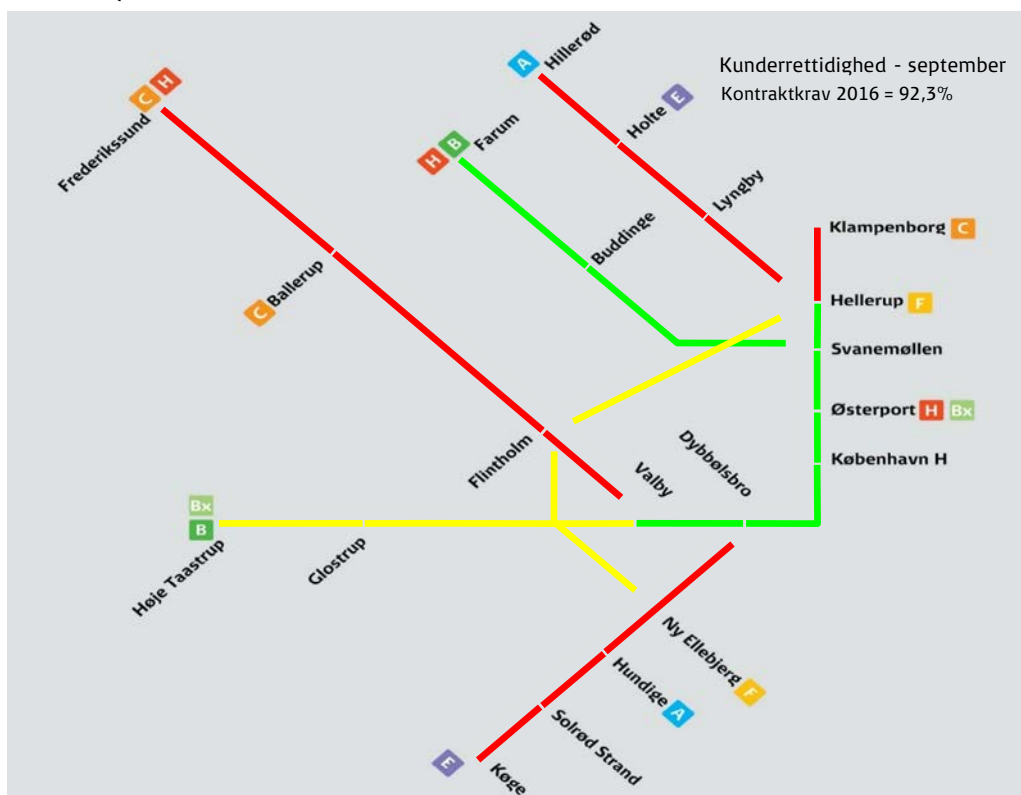 A Hillerød
Kunderrettidighed - september
Kontraktkrav 2016 = 92,3%
C H
Frederikssund
Holte E
H B Farum
Lyngby
Klampenborg C
Buddinge
C Ballerup
Hellerup F
Svanemøllen
Østerport H Bx
Flintholm
Valby
Dybbølsbro
København H
Bx
B
Høje Taastrup
Glostrup
Ny Ellebjerg F
Hundige A
Solrød Strand
E Køge